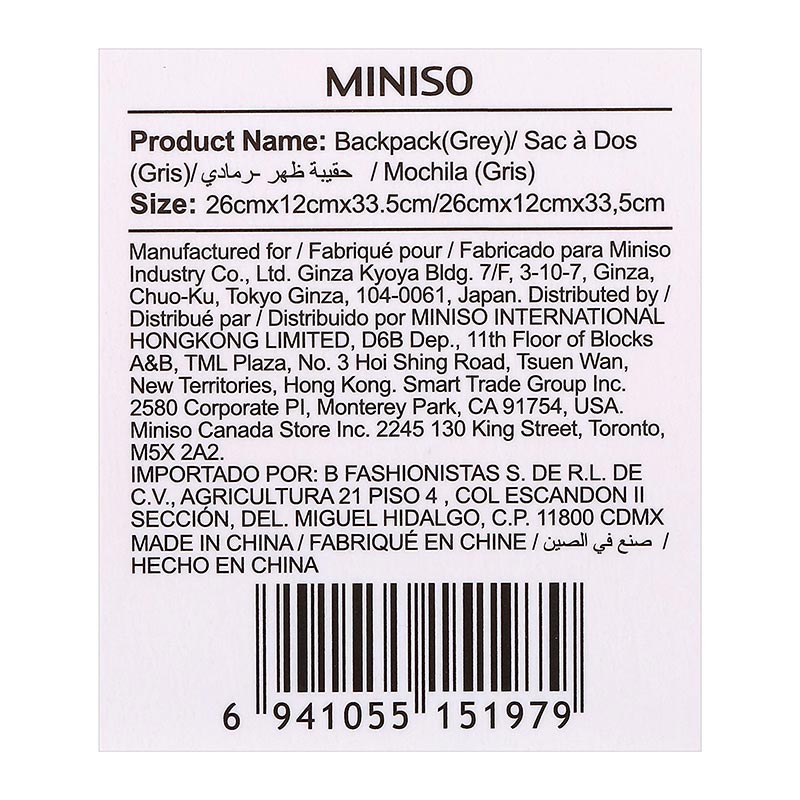 MINISO
Product Name: Backpack(Grey)/ Sac à Dos
(Gris)/حقيبة ظهر -رمادي / Mochila (Gris)
Size: 26cmx12cmx33.5cm/26cmx12cmx33,5cm
Manufactured for / Fabriqué pour / Fabricado para Miniso
Industry Co., Ltd. Ginza Kyoya Bldg. 7/F, 3-10-7, Ginza,
Chuo-Ku, Tokyo Ginza, 104-0061, Japan. Distributed by /
Distribué par / Distribuido por MINISO INTERNATIONAL
HONGKONG LIMITED, D6B Dep., 11th Floor of Blocks
A&B, TML Plaza, No. 3 Hoi Shing Road, Tsuen Wan,
New Territories, Hong Kong. Smart Trade Group Inc.
2580 Corporate Pl, Monterey Park, CA 91754, USA.
Miniso Canada Store Inc. 2245 130 King Street, Toronto,
M5X 2A2.
IMPORTADO POR: B FASHIONISTAS S. DE R.L. DE
C.V., AGRICULTURA 21 PISO 4 , COL ESCANDON II
SECCIÓN, DEL. MIGUEL HIDALGO, C.P. 11800 CDMX
MADE IN CHINA / FABRIQUÉ EN CHINE / صنع في الصين /
HECHO EN CHINA
6 941055 151979